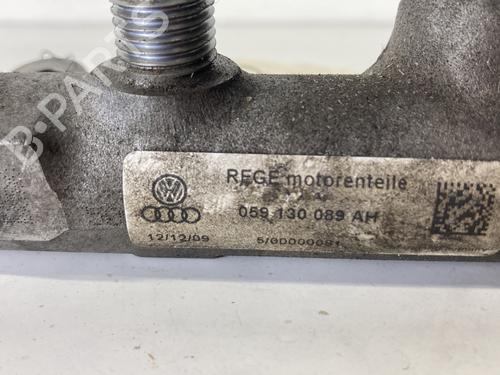 B-PARTS
REGE motorenteile
059 130 089 AH
12/12/09